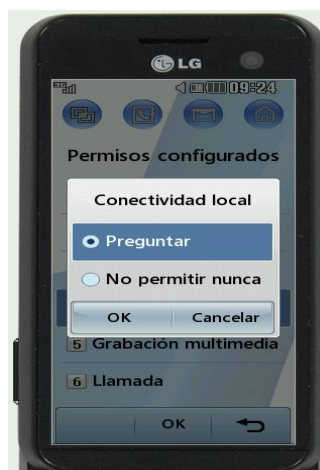 LG
3G
09:24
Permisos configurados
Conectividad local
Preguntar
No permitir nunca
OK Cancelar
5 Grabación multimedia
6 Llamada
OK